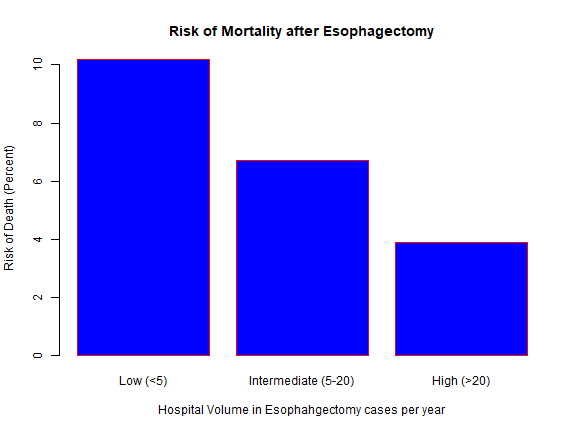 Risk of Mortality after Esophagectomy
Risk of Death (Percent)
10
8
6
4
2
0
Low (<5)
Intermediate (5-20)
High (>20)
Hospital Volume in Esophahgectomy cases per year